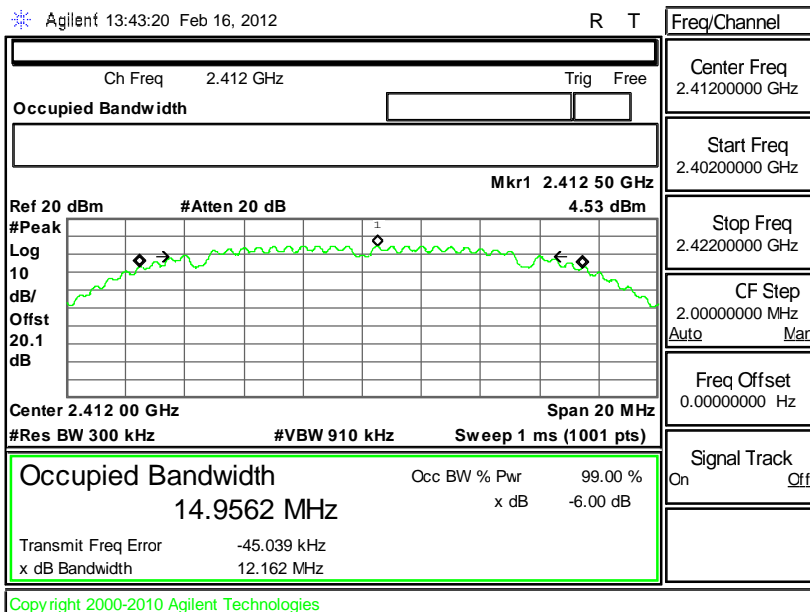 Agilent 13:43:20 Feb 16, 2012 R T
Ch Freq 2.412 GHz Trig Free
Occupied Bandwidth
Mkr1 2.412 50 GHz
Ref 20 dBm #Atten 20 dB 4.53 dBm
#Peak
Log
10
dB/
Offst
20.1
dB
1
Center 2.412 00 GHz Span 20 MHz
#Res BW 300 kHz #VBW 910 kHz Sweep 1 ms (1001 pts)
Occupied Bandwidth
14.9562 MHz
Occ BW % Pwr 99.00 %
x dB -6.00 dB
Transmit Freq Error -45.039 kHz
x dB Bandwidth 12.162 MHz
Copyright 2000-2010 Agilent Technologies
Freq/Channel
Center Freq
2.41200000 GHz
Start Freq
2.40200000 GHz
Stop Freq
2.42200000 GHz
CF Step
2.00000000 MHz
Auto Man
Freq Offset
0.00000000 Hz
Signal Track
On Off